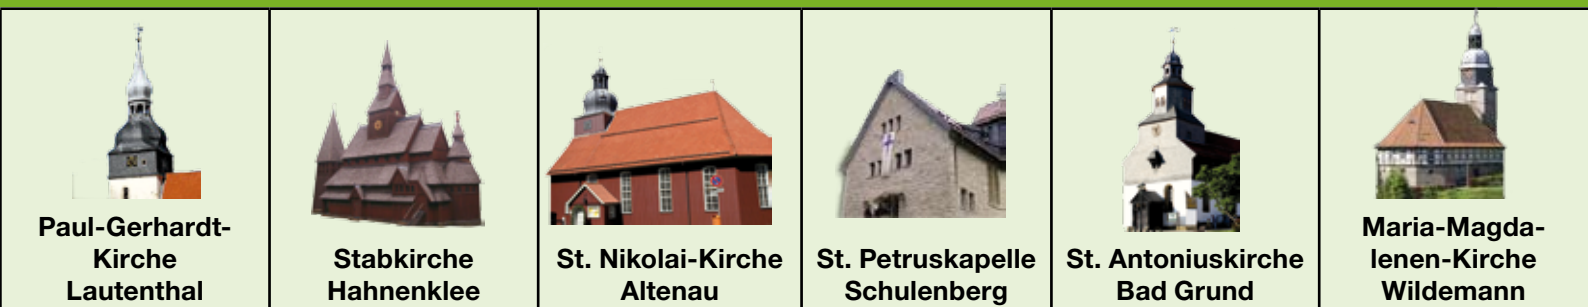 Paul-Gerhardt-
Kirche
Lautenthal
Stabkirche
Hahnenklee
St. Nikolai-Kirche
Altenau
St. Petruskapelle
Schulenberg
St. Antoniuskirche
Bad Grund
Maria-Magda-
lenen-Kirche
Wildemann